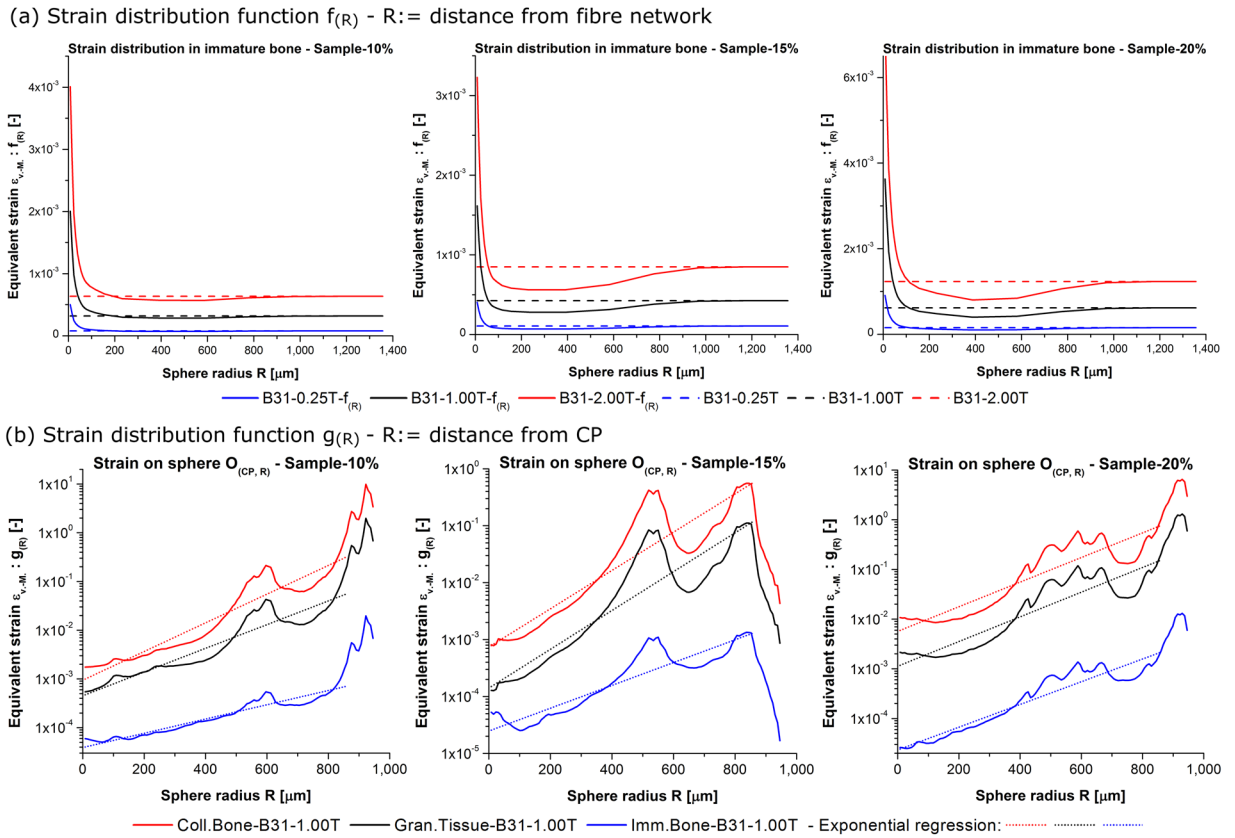 (a) Strain distribution function f(R) - R:= distance from fibre network
Strain distribution in immature bone - Sample-10%
Equivalent strain εv.-M. : f(R) [-]
4x10-3
3x10-3
2x10-3
1x10-3
0
0 200 400 600 800 1,000 1,200 1,400
Sphere radius R [µm]
Strain distribution in immature bone - Sample-15%
Equivalent strain εv.-M. : f(R) [-]
3x10-3
2x10-3
1x10-3
0
0 200 400 600 800 1,000 1,200 1,400
Sphere radius R [µm]
Strain distribution in immature bone - Sample-20%
Equivalent strain εv.-M. : f(R) [-]
6x10-3
4x10-3
2x10-3
0
0 200 400 600 800 1,000 1,200 1,400
Sphere radius R [µm]
B31-0.25T-f(R) B31-1.00T-f(R) B31-2.00T-f(R) B31-0.25T B31-1.00T B31-2.00T
(b) Strain distribution function g(R) - R:= distance from CP
Strain on sphere O(CP, R) - Sample-10%
Equivalent strain εv.-M. : g(R) [-]
1x101
1x100
1x10-1
1x10-2
1x10-3
1x10-4
0 200 400 600 800 1,000
Sphere radius R [µm]
Strain on sphere O(CP, R) - Sample-15%
Equivalent strain εv.-M. : g(R) [-]
1x100
1x10-1
1x10-2
1x10-3
1x10-4
1x10-5
0 200 400 600 800 1,000
Sphere radius R [µm]
Strain on sphere O(CP, R) - Sample-20%
Equivalent strain εv.-M. : g(R) [-]
1x101
1x100
1x10-1
1x10-2
1x10-3
1x10-4
0 200 400 600 800 1,000
Sphere radius R [µm]
Coll.Bone-B31-1.00T Gran.Tissue-B31-1.00T Imm.Bone-B31-1.00T - Exponential regression: